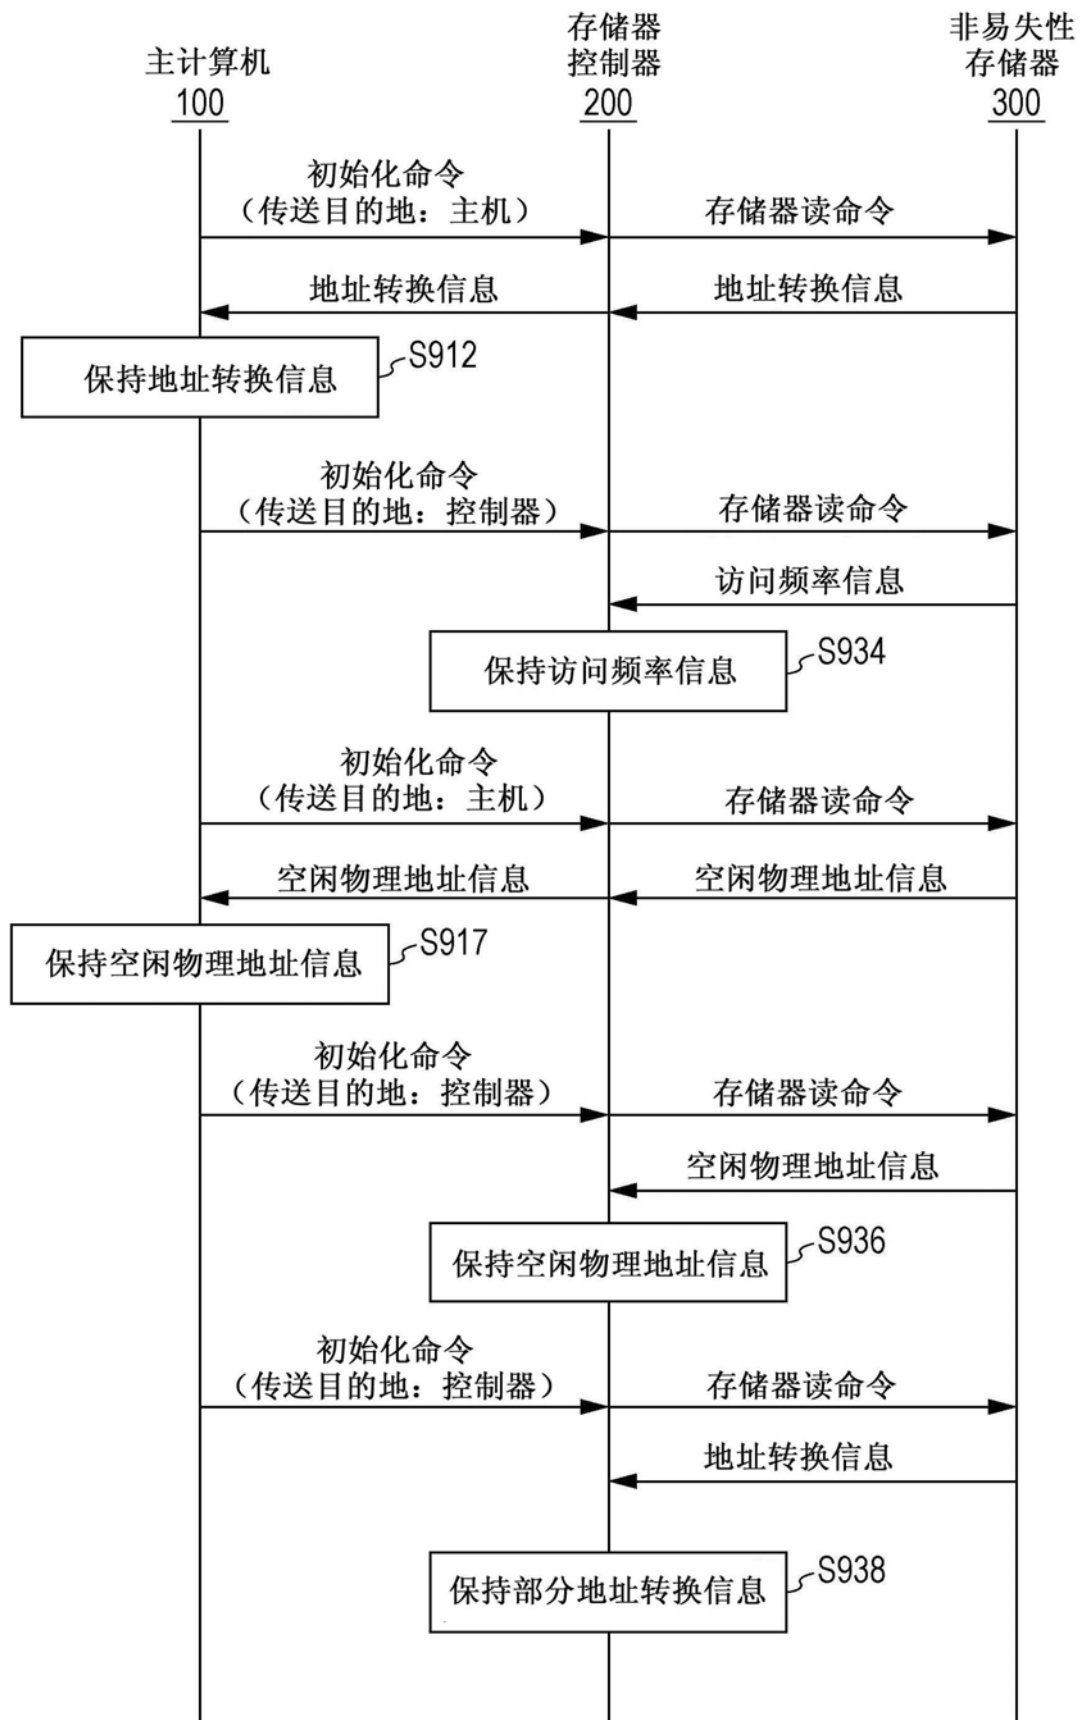 主计算机
100
存储器
控制器
200
非易失性
存储器
300
初始化命令
（传送目的地：主机）
存储器读命令
地址转换信息
地址转换信息
保持地址转换信息
S912
初始化命令
（传送目的地：控制器）
存储器读命令
访问频率信息
保持访问频率信息
S934
初始化命令
（传送目的地：主机）
存储器读命令
空闲物理地址信息
空闲物理地址信息
保持空闲物理地址信息
S917
初始化命令
（传送目的地：控制器）
存储器读命令
空闲物理地址信息
保持空闲物理地址信息
S936
初始化命令
（传送目的地：控制器）
存储器读命令
地址转换信息
保持部分地址转换信息
S938